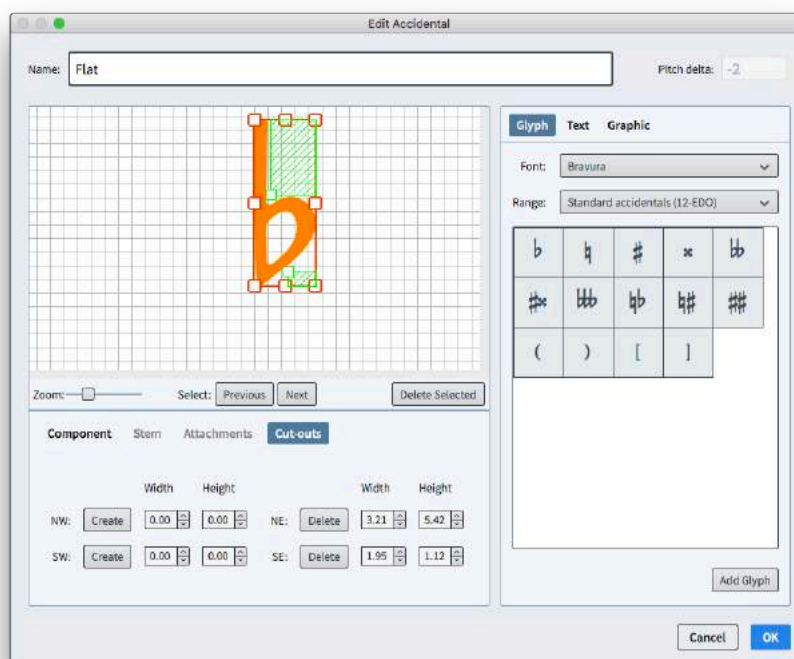 Edit Accidental
Name: Flat Pitch delta: -2
Glyph Text Graphic
Font: Bravura
Range: Standard accidentals (12-EDO)
Zoom: Select: Previous Next Delete Selected
Component Stem Attachments Cut-outs
Width Height Width Height
NW: Create 0.00 0.00 NE: Delete 3.21 5.42
SW: Create 0.00 0.00 SE: Delete 1.95 1.12
Add Glyph
Cancel OK